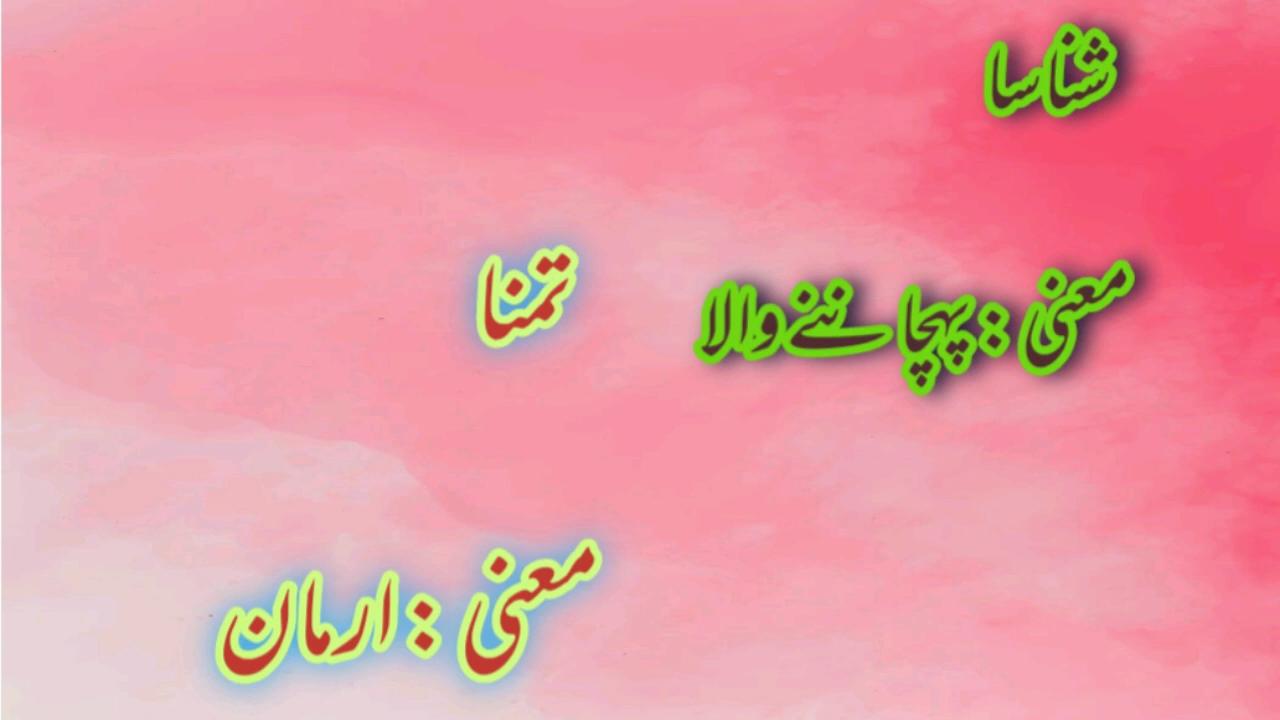 شناسا
معنی : پہچاننے والا
تمنا
معنی : ارمان